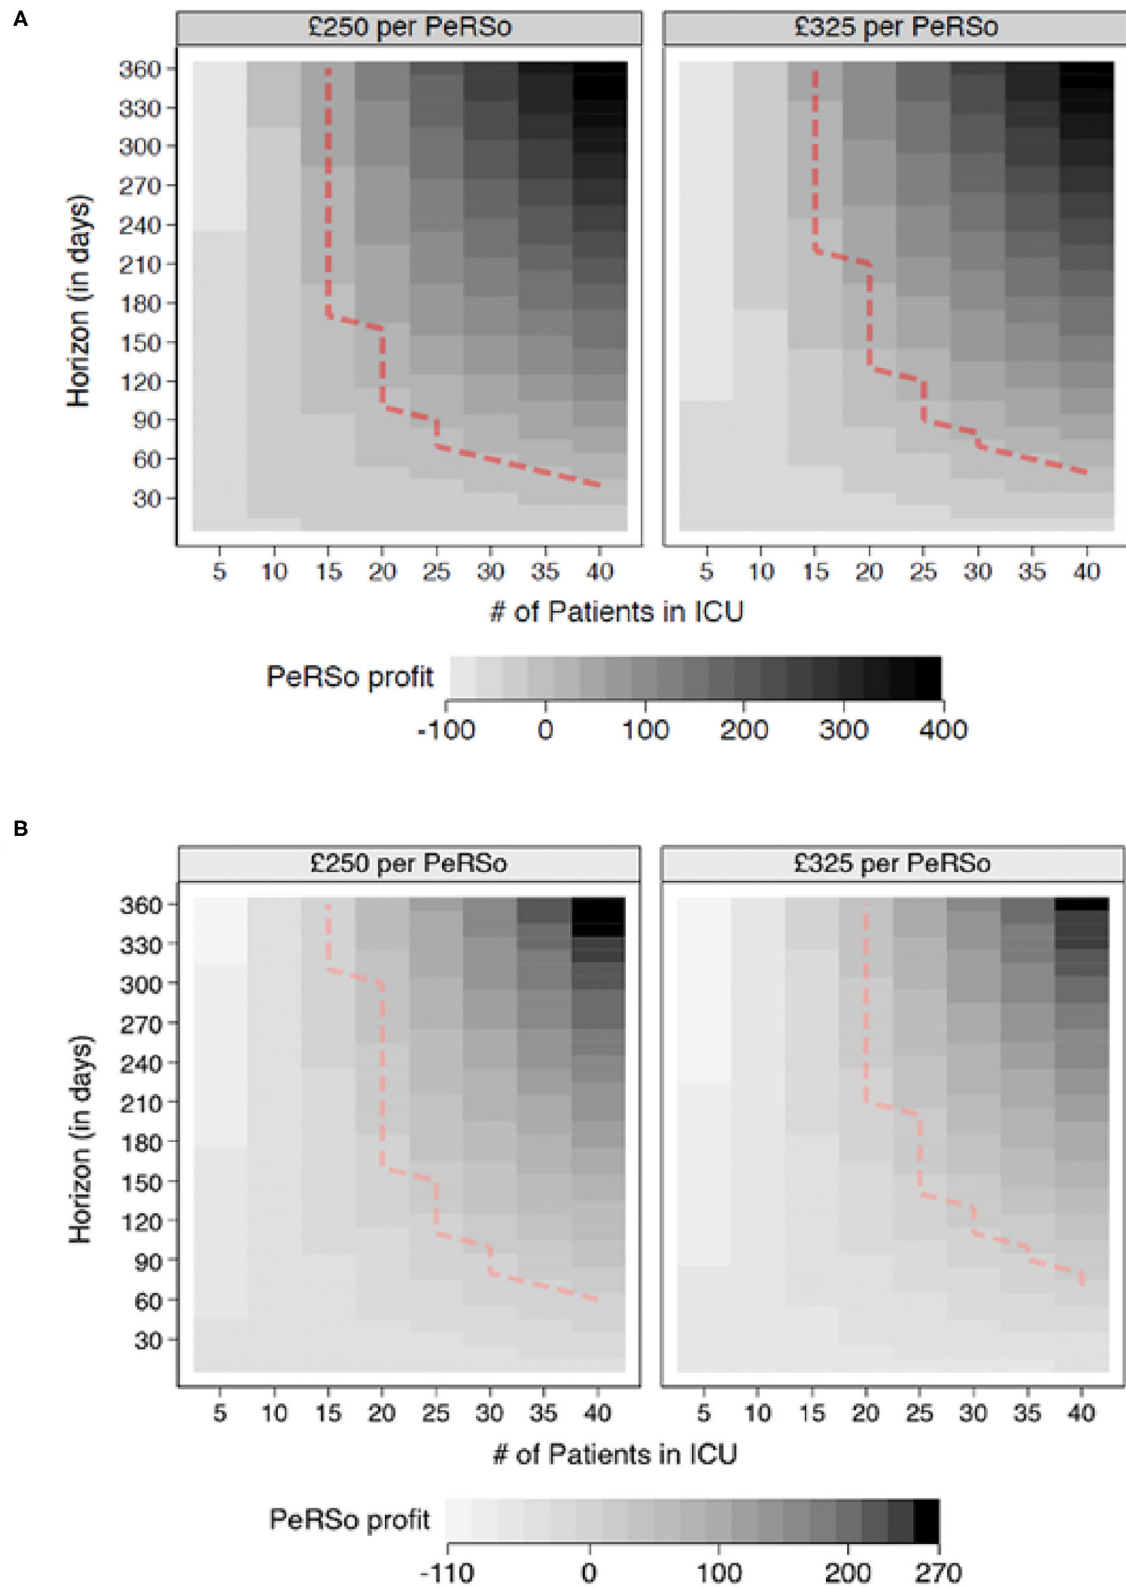 A
£250 per PeRSo £325 per PeRSo
360
330
300
270
240
210
180
150
120
90
60
30
Horizon (in days)
5 10 15 20 25 30 35 40 5 10 15 20 25 30 35 40
# of Patients in ICU
PeRSo profit
-100 0 100 200 300 400
B
£250 per PeRSo £325 per PeRSo
360
330
300
270
240
210
180
150
120
90
60
30
Horizon (in days)
5 10 15 20 25 30 35 40 5 10 15 20 25 30 35 40
# of Patients in ICU
PeRSo profit
-110 0 100 200 270